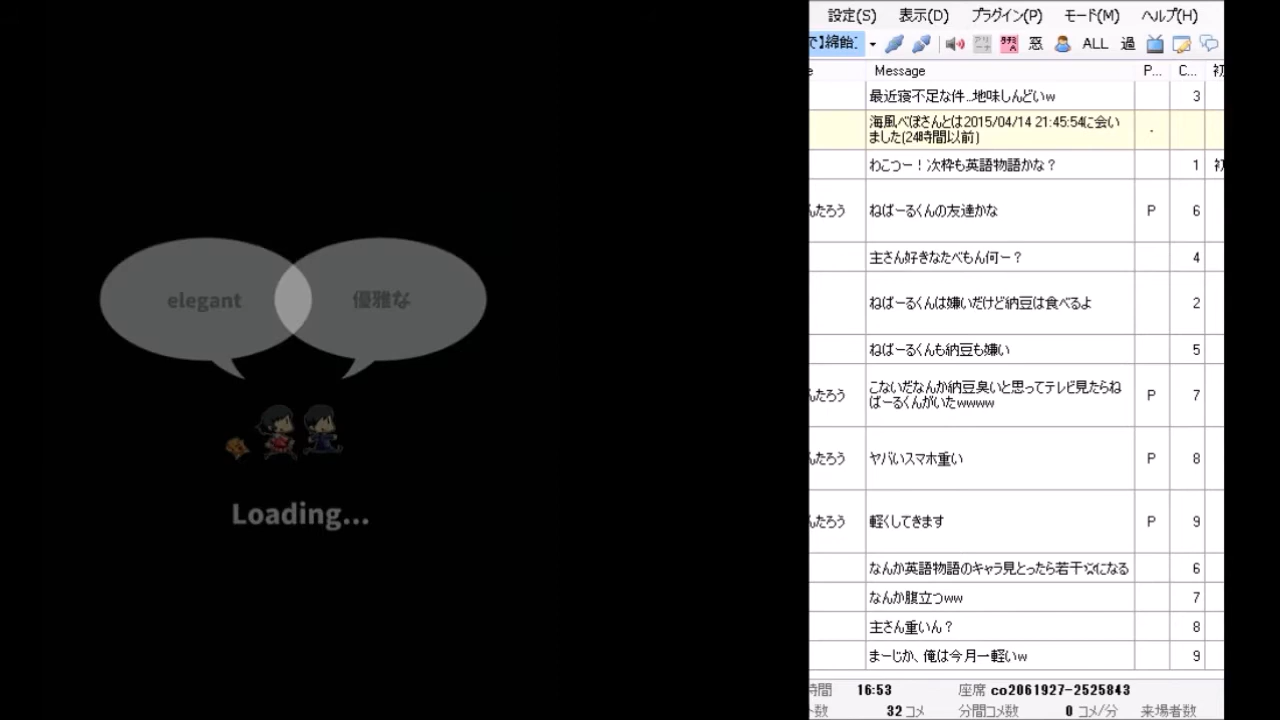 設定(S) 表示(D) プラグイン(P) モード(M) ヘルプ(H)
で】綿飴: ALL 過
e Message P... C... 初
最近寝不足な件...地味しんどいw 3
海風べぽさんとは2015/04/14 21:45:54に会い
ました(24時間以前)
わこつー！次枠も英語物語かな？ 1 初
んたろう ねばーるくんの友達かな P 6
主さん好きなたべもん何ー？ 4
ねばーるくんは嫌いだけど納豆は食べるよ 2
ねばーるくんも納豆も嫌い 5
んたろう こないだなんか納豆臭いと思ってテレビ見たらね
ばーるくんがいたwwww P 7
んたろう ヤバいスマホ重い P 8
んたろう 軽くしてきます P 9
なんか英語物語のキャラ見とったら若干☆になる 6
なんか腹立つww 7
主さん重いん？ 8
まーじか、俺は今月一軽いw 9
時間 16:53 座席 co2061927-2525843
ト数 32 コメ 分間コメ数 0 コメ/分 来場者数
elegant
優雅な
Loading...